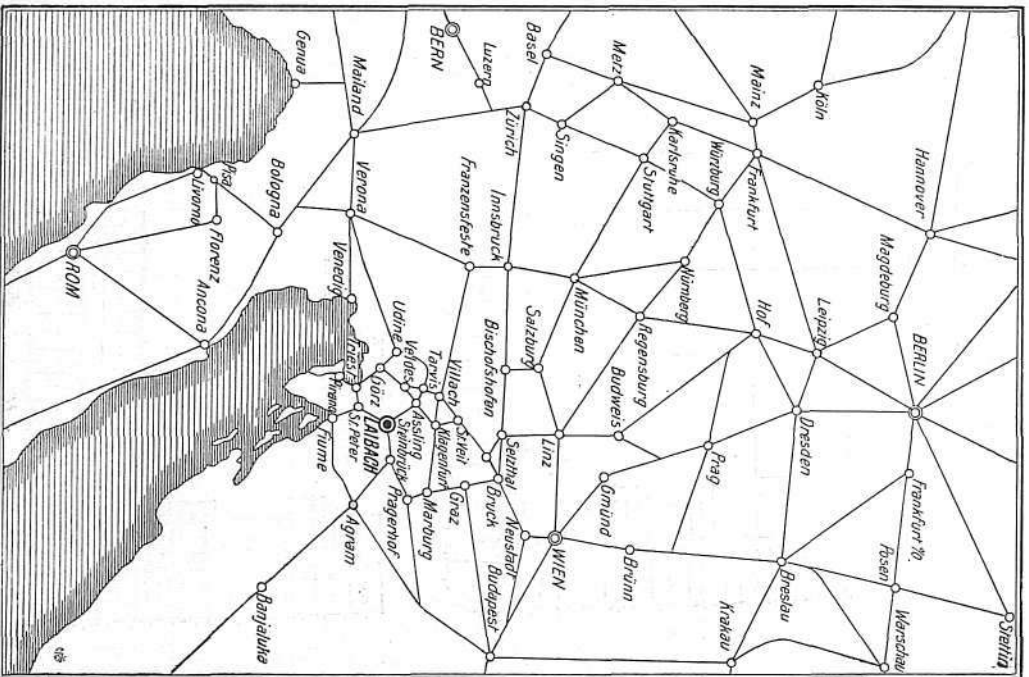 Stettin
Hannover
Magdeburg
BERLIN
Frankfurt %O.
Posen
Warschau
Köln
Mainz
Frankfurt
Leipzig
Dresden
Breslau
Krakau
Merz
Karlsruhe
Würzburg
Hof
Prag
Basel
Singen
Stuttgart
Nürnberg
Regensburg
Budweis
Gmünd
Brünn
BERN
Luzern
Zürich
Innsbruck
München
Salzburg
Linz
WIEN
Franzensfeste
Bischofshofen
Selzthal
Bruck
Neustadt
Budapest
Genua
Mailand
Verona
Venedig
Udine
Veldes
Tarvis
Villach
St. Veit
Klagenfurt
Assling
Steinbrück
Graz
Marburg
Pragerhof
Görz
Triest
LAIBACH
St. Peter
Fiume
Agram
Banjaluka
Bologna
Pisa
Livorno
Florenz
Ancona
ROM